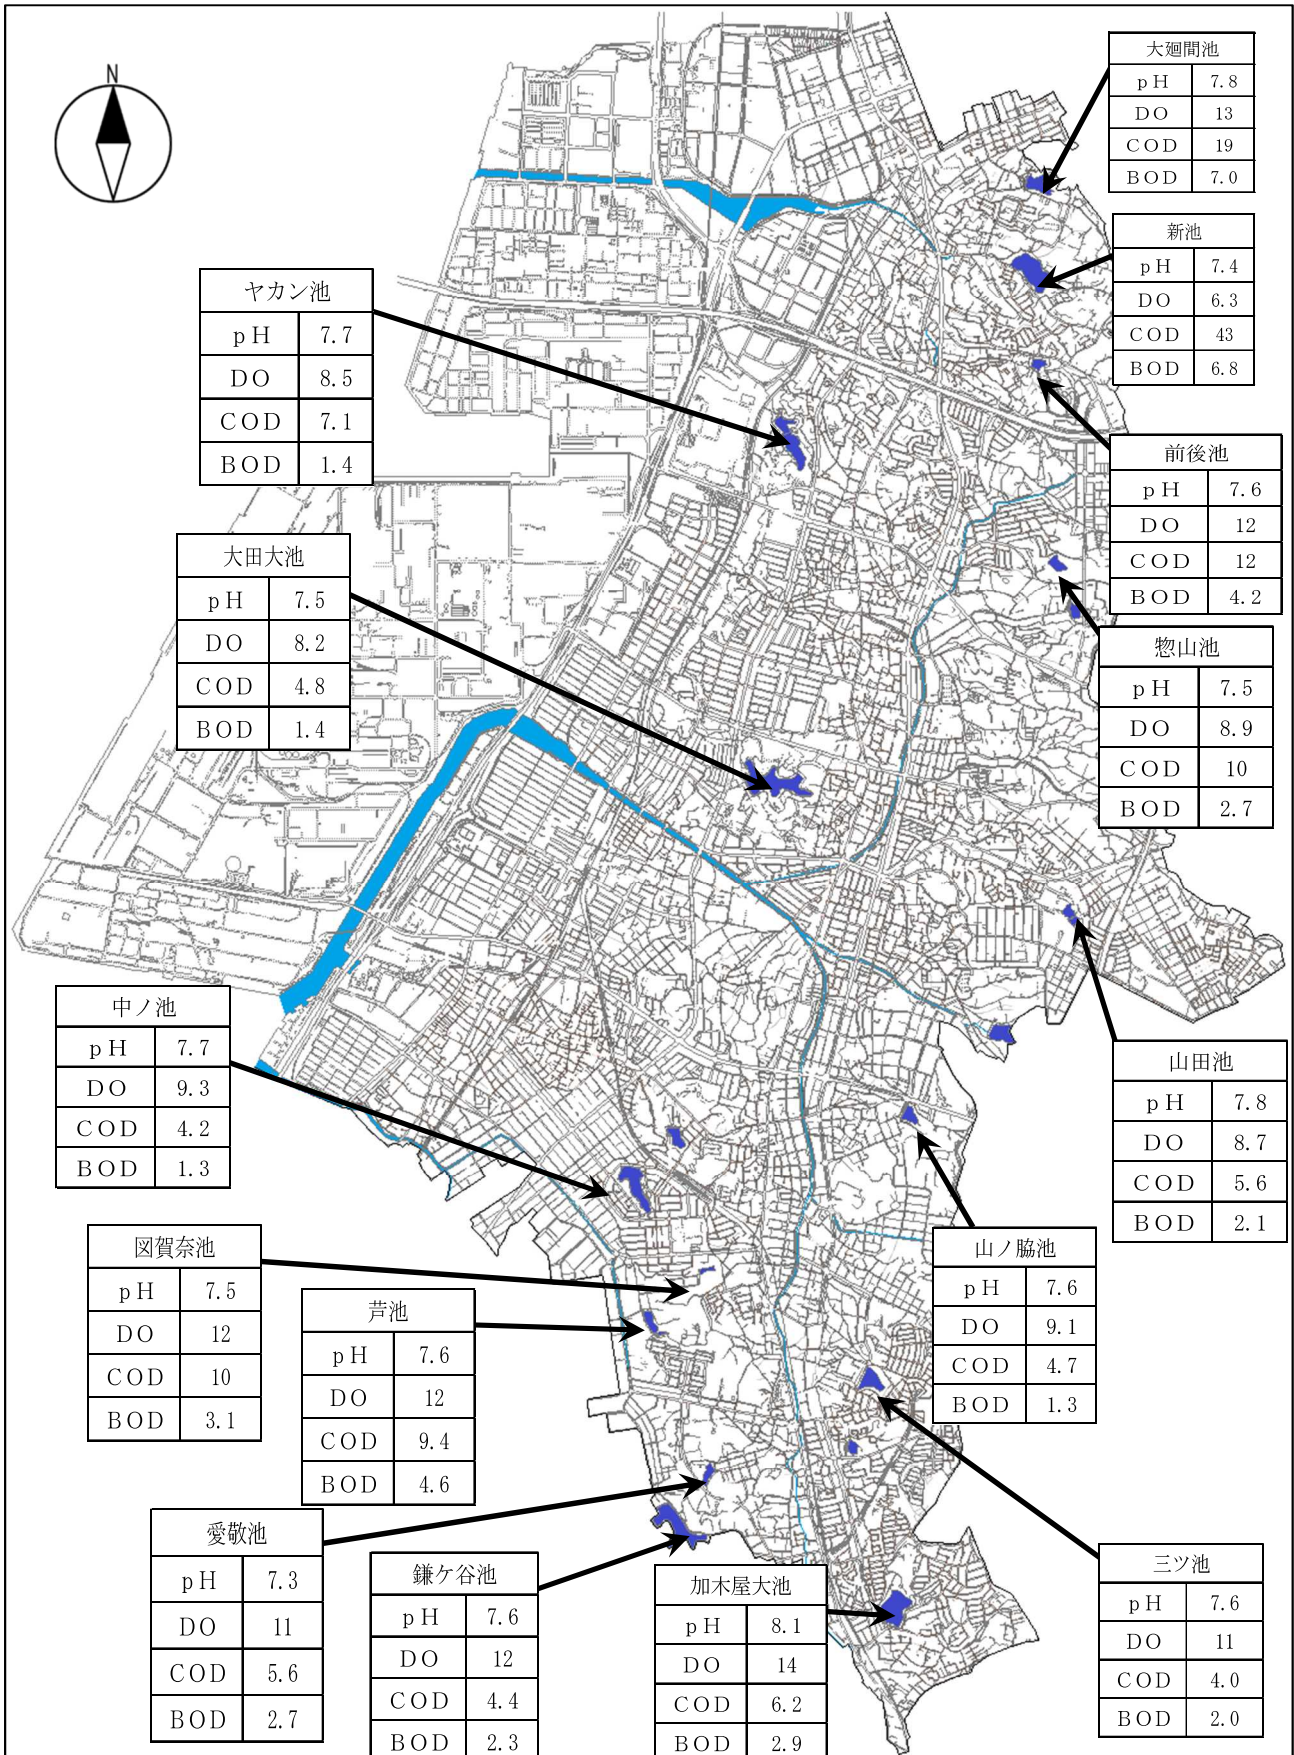 N
大廻間池
pH 7.8
DO 13
COD 19
BOD 7.0
新池
pH 7.4
DO 6.3
COD 43
BOD 6.8
ヤカン池
pH 7.7
DO 8.5
COD 7.1
BOD 1.4
前後池
pH 7.6
DO 12
COD 12
BOD 4.2
大田大池
pH 7.5
DO 8.2
COD 4.8
BOD 1.4
惣山池
pH 7.5
DO 8.9
COD 10
BOD 2.7
中ノ池
pH 7.7
DO 9.3
COD 4.2
BOD 1.3
山田池
pH 7.8
DO 8.7
COD 5.6
BOD 2.1
図賀奈池
pH 7.5
DO 12
COD 10
BOD 3.1
芦池
pH 7.6
DO 12
COD 9.4
BOD 4.6
山ノ脇池
pH 7.6
DO 9.1
COD 4.7
BOD 1.3
愛敬池
pH 7.3
DO 11
COD 5.6
BOD 2.7
鎌ケ谷池
pH 7.6
DO 12
COD 4.4
BOD 2.3
加木屋大池
pH 8.1
DO 14
COD 6.2
BOD 2.9
三ツ池
pH 7.6
DO 11
COD 4.0
BOD 2.0